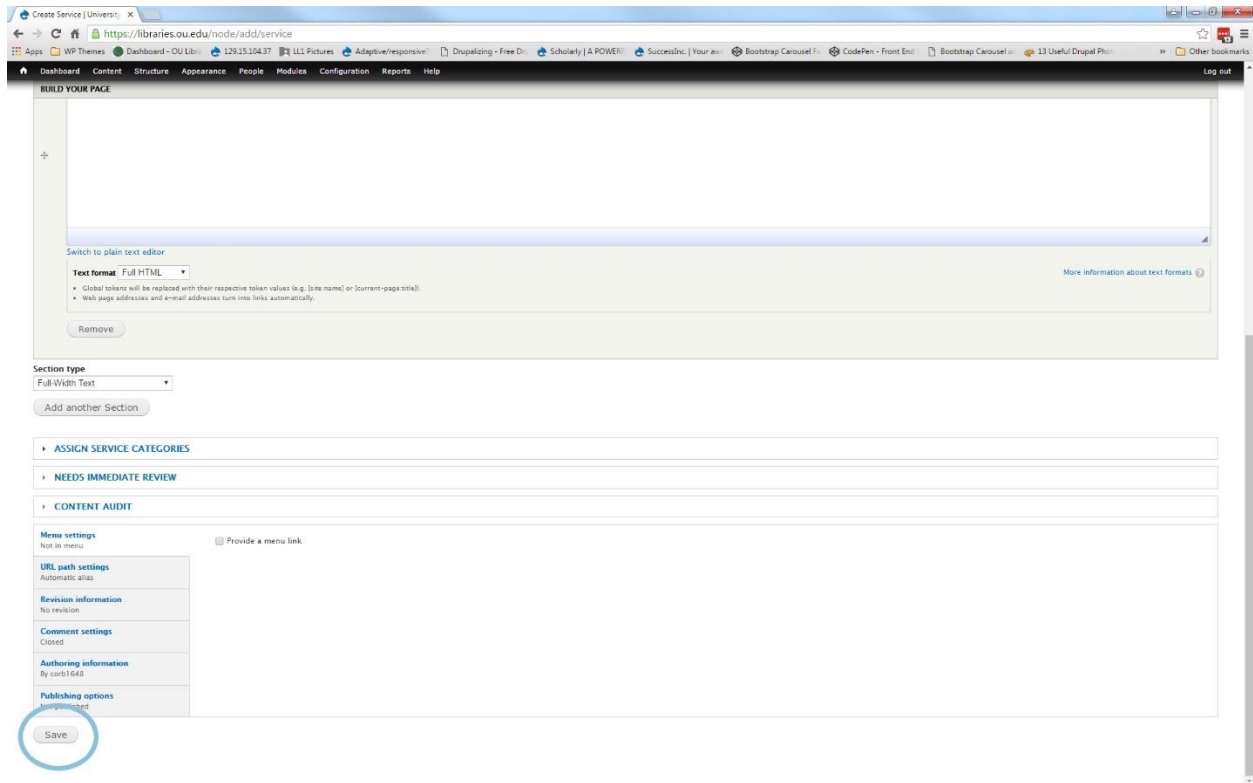 Create Service | University
https://libraries.ou.edu/node/add/service
Apps WP Themes Dashboard - OU Libr 129.15.104.37 LL1 Pictures Adaptive/responsive Drupalizing - Free D Scholarly | A POWERF SuccessInc. | Your aw Bootstrap Carousel Fu CodePen - Front End Bootstrap Carousel w 13 Useful Drupal Phot » Other bookmarks
Dashboard Content Structure Appearance People Modules Configuration Reports Help Log out
BUILD YOUR PAGE
Switch to plain text editor
Text format Full HTML
More information about text formats
• Global tokens will be replaced with their respective token values (e.g. [site:name] or [current-page:title]).
• Web page addresses and e-mail addresses turn into links automatically.
Remove
Section type
Full-Width Text
Add another Section
ASSIGN SERVICE CATEGORIES
NEEDS IMMEDIATE REVIEW
CONTENT AUDIT
Menu settings
Not in menu
Provide a menu link
URL path settings
Automatic alias
Revision information
No revision
Comment settings
Closed
Authoring information
By corb1648
Publishing options
Not published
Save